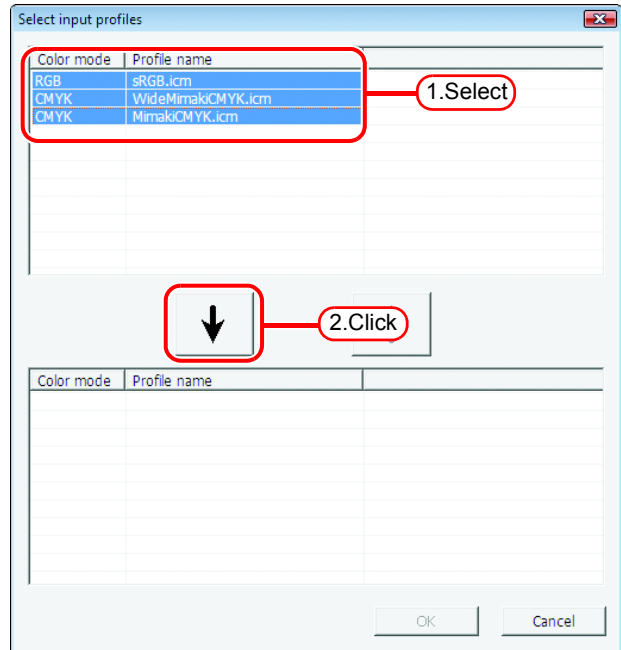 Select input profiles
Color mode Profile name
RGB sRGB.icm
CMYK WideMimakiCMYK.icm
CMYK MimakiCMYK.icm
1.Select
2.Click
Color mode Profile name
OK Cancel